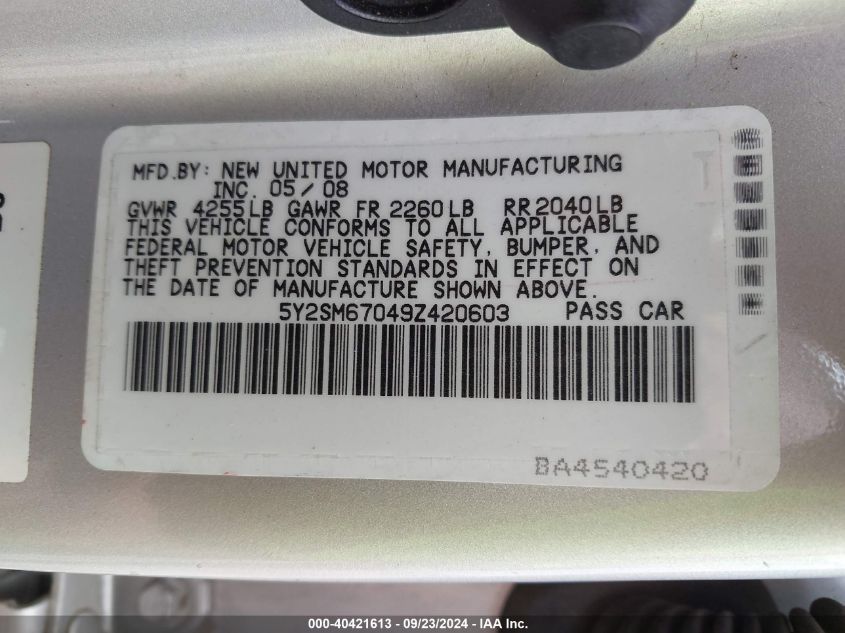 MFD.BY: NEW UNITED MOTOR MANUFACTURING
INC. 05/08
GVWR 4255LB GAWR FR 2260LB RR2040LB
THIS VEHICLE CONFORMS TO ALL APPLICABLE
FEDERAL MOTOR VEHICLE SAFETY, BUMPER, AND
THEFT PREVENTION STANDARDS IN EFFECT ON
THE DATE OF MANUFACTURE SHOWN ABOVE.
5Y2SM67049Z420603 PASS CAR
BA4540420
000-40421613 - 09/23/2024 - IAA Inc.